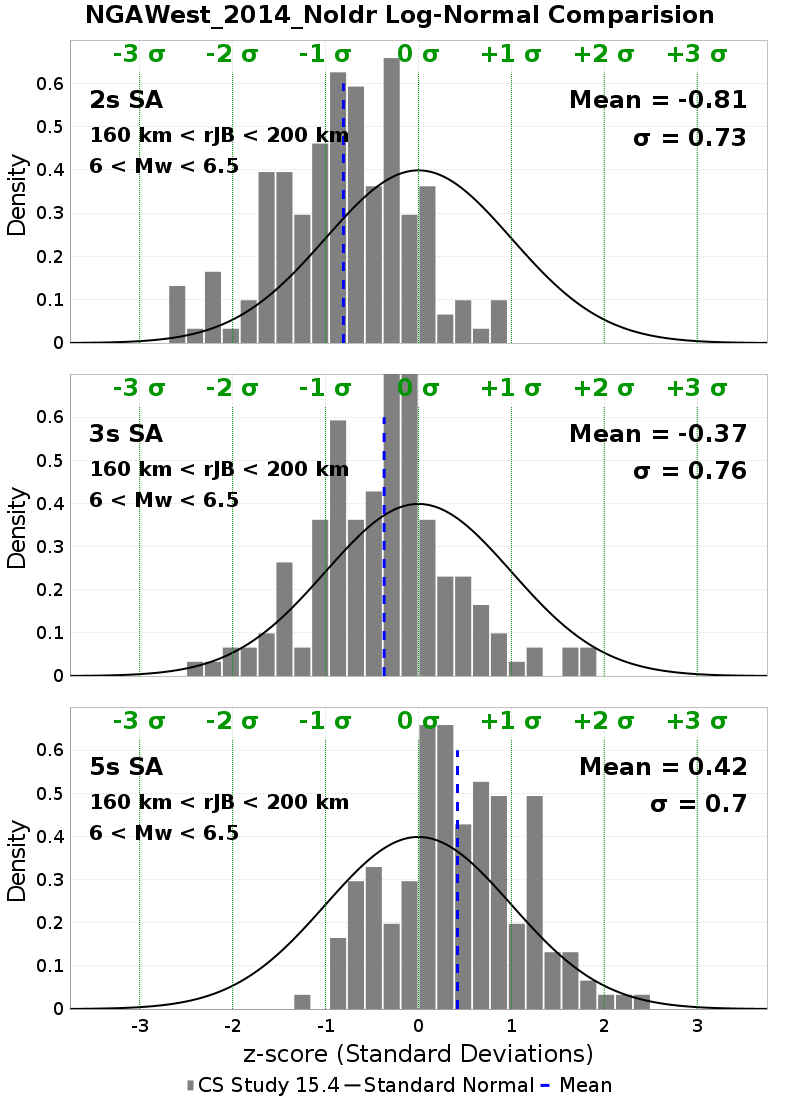 NGAWest_2014_NoIdr Log-Normal Comparision
-3 σ -2 σ -1 σ 0 σ +1 σ +2 σ +3 σ
2s SA
160 km < rJB < 200 km
6 < Mw < 6.5
Mean = -0.81
σ = 0.73
Density
0.6
0.5
0.4
0.3
0.2
0.1
0
-3 σ -2 σ -1 σ 0 σ +1 σ +2 σ +3 σ
3s SA
160 km < rJB < 200 km
6 < Mw < 6.5
Mean = -0.37
σ = 0.76
Density
0.6
0.5
0.4
0.3
0.2
0.1
0
-3 σ -2 σ -1 σ 0 σ +1 σ +2 σ +3 σ
5s SA
160 km < rJB < 200 km
6 < Mw < 6.5
Mean = 0.42
σ = 0.7
Density
0.6
0.5
0.4
0.3
0.2
0.1
0
-3 -2 -1 0 1 2 3
z-score (Standard Deviations)
CS Study 15.4 Standard Normal Mean